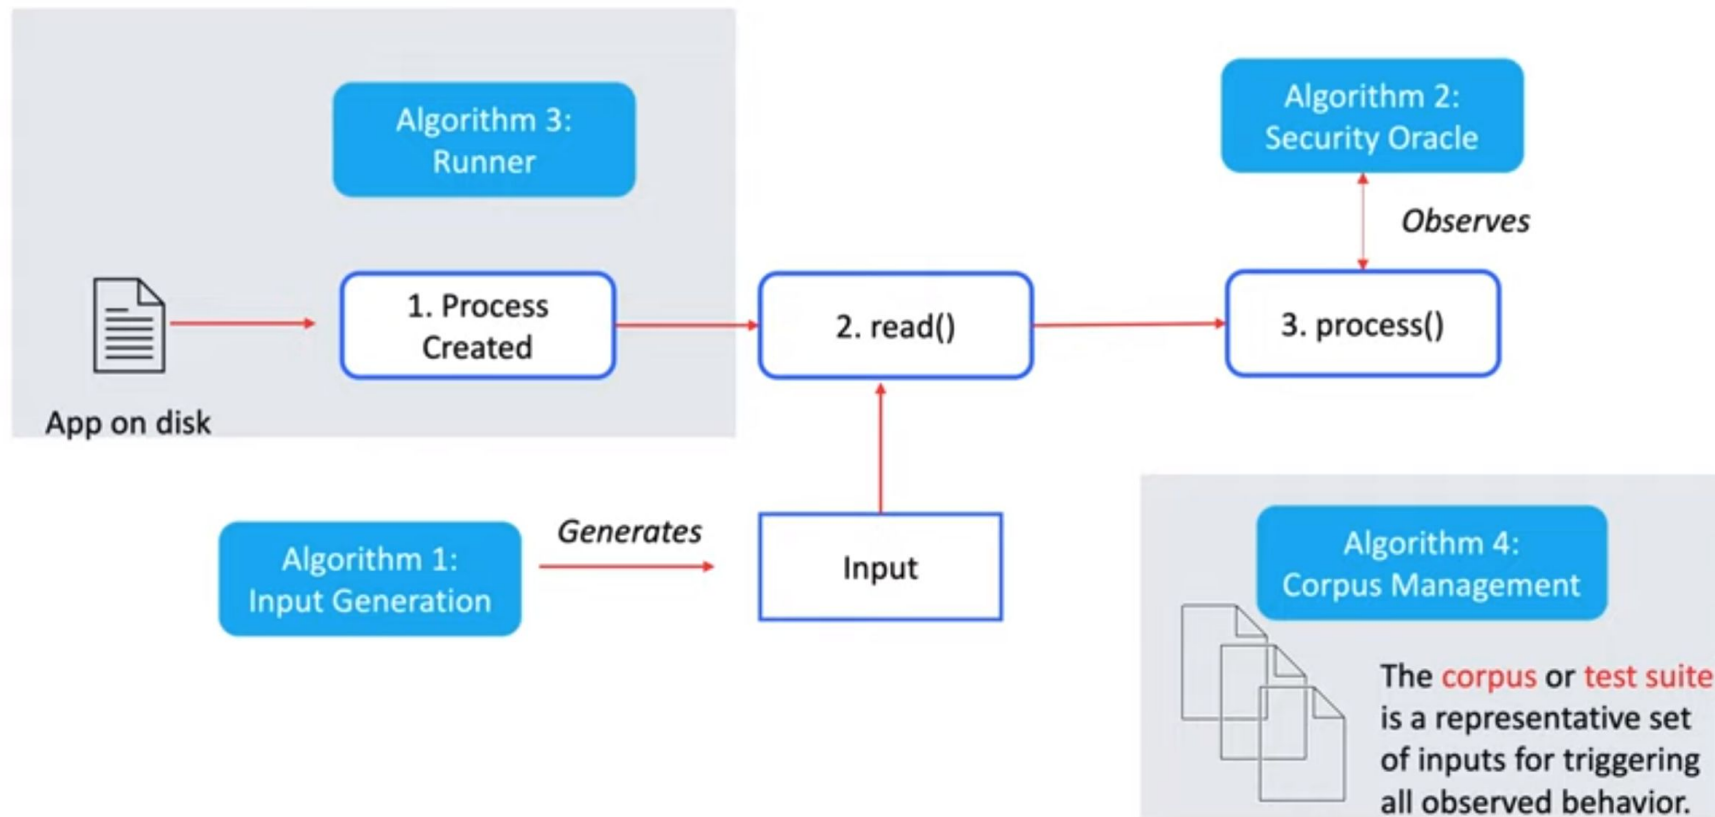 Algorithm 3:
Runner
Algorithm 2:
Security Oracle
Observes
1. Process
Created
2. read()
3. process()
App on disk
Algorithm 1:
Input Generation
Generates
Input
Algorithm 4:
Corpus Management
The corpus or test suite
is a representative set
of inputs for triggering
all observed behavior.